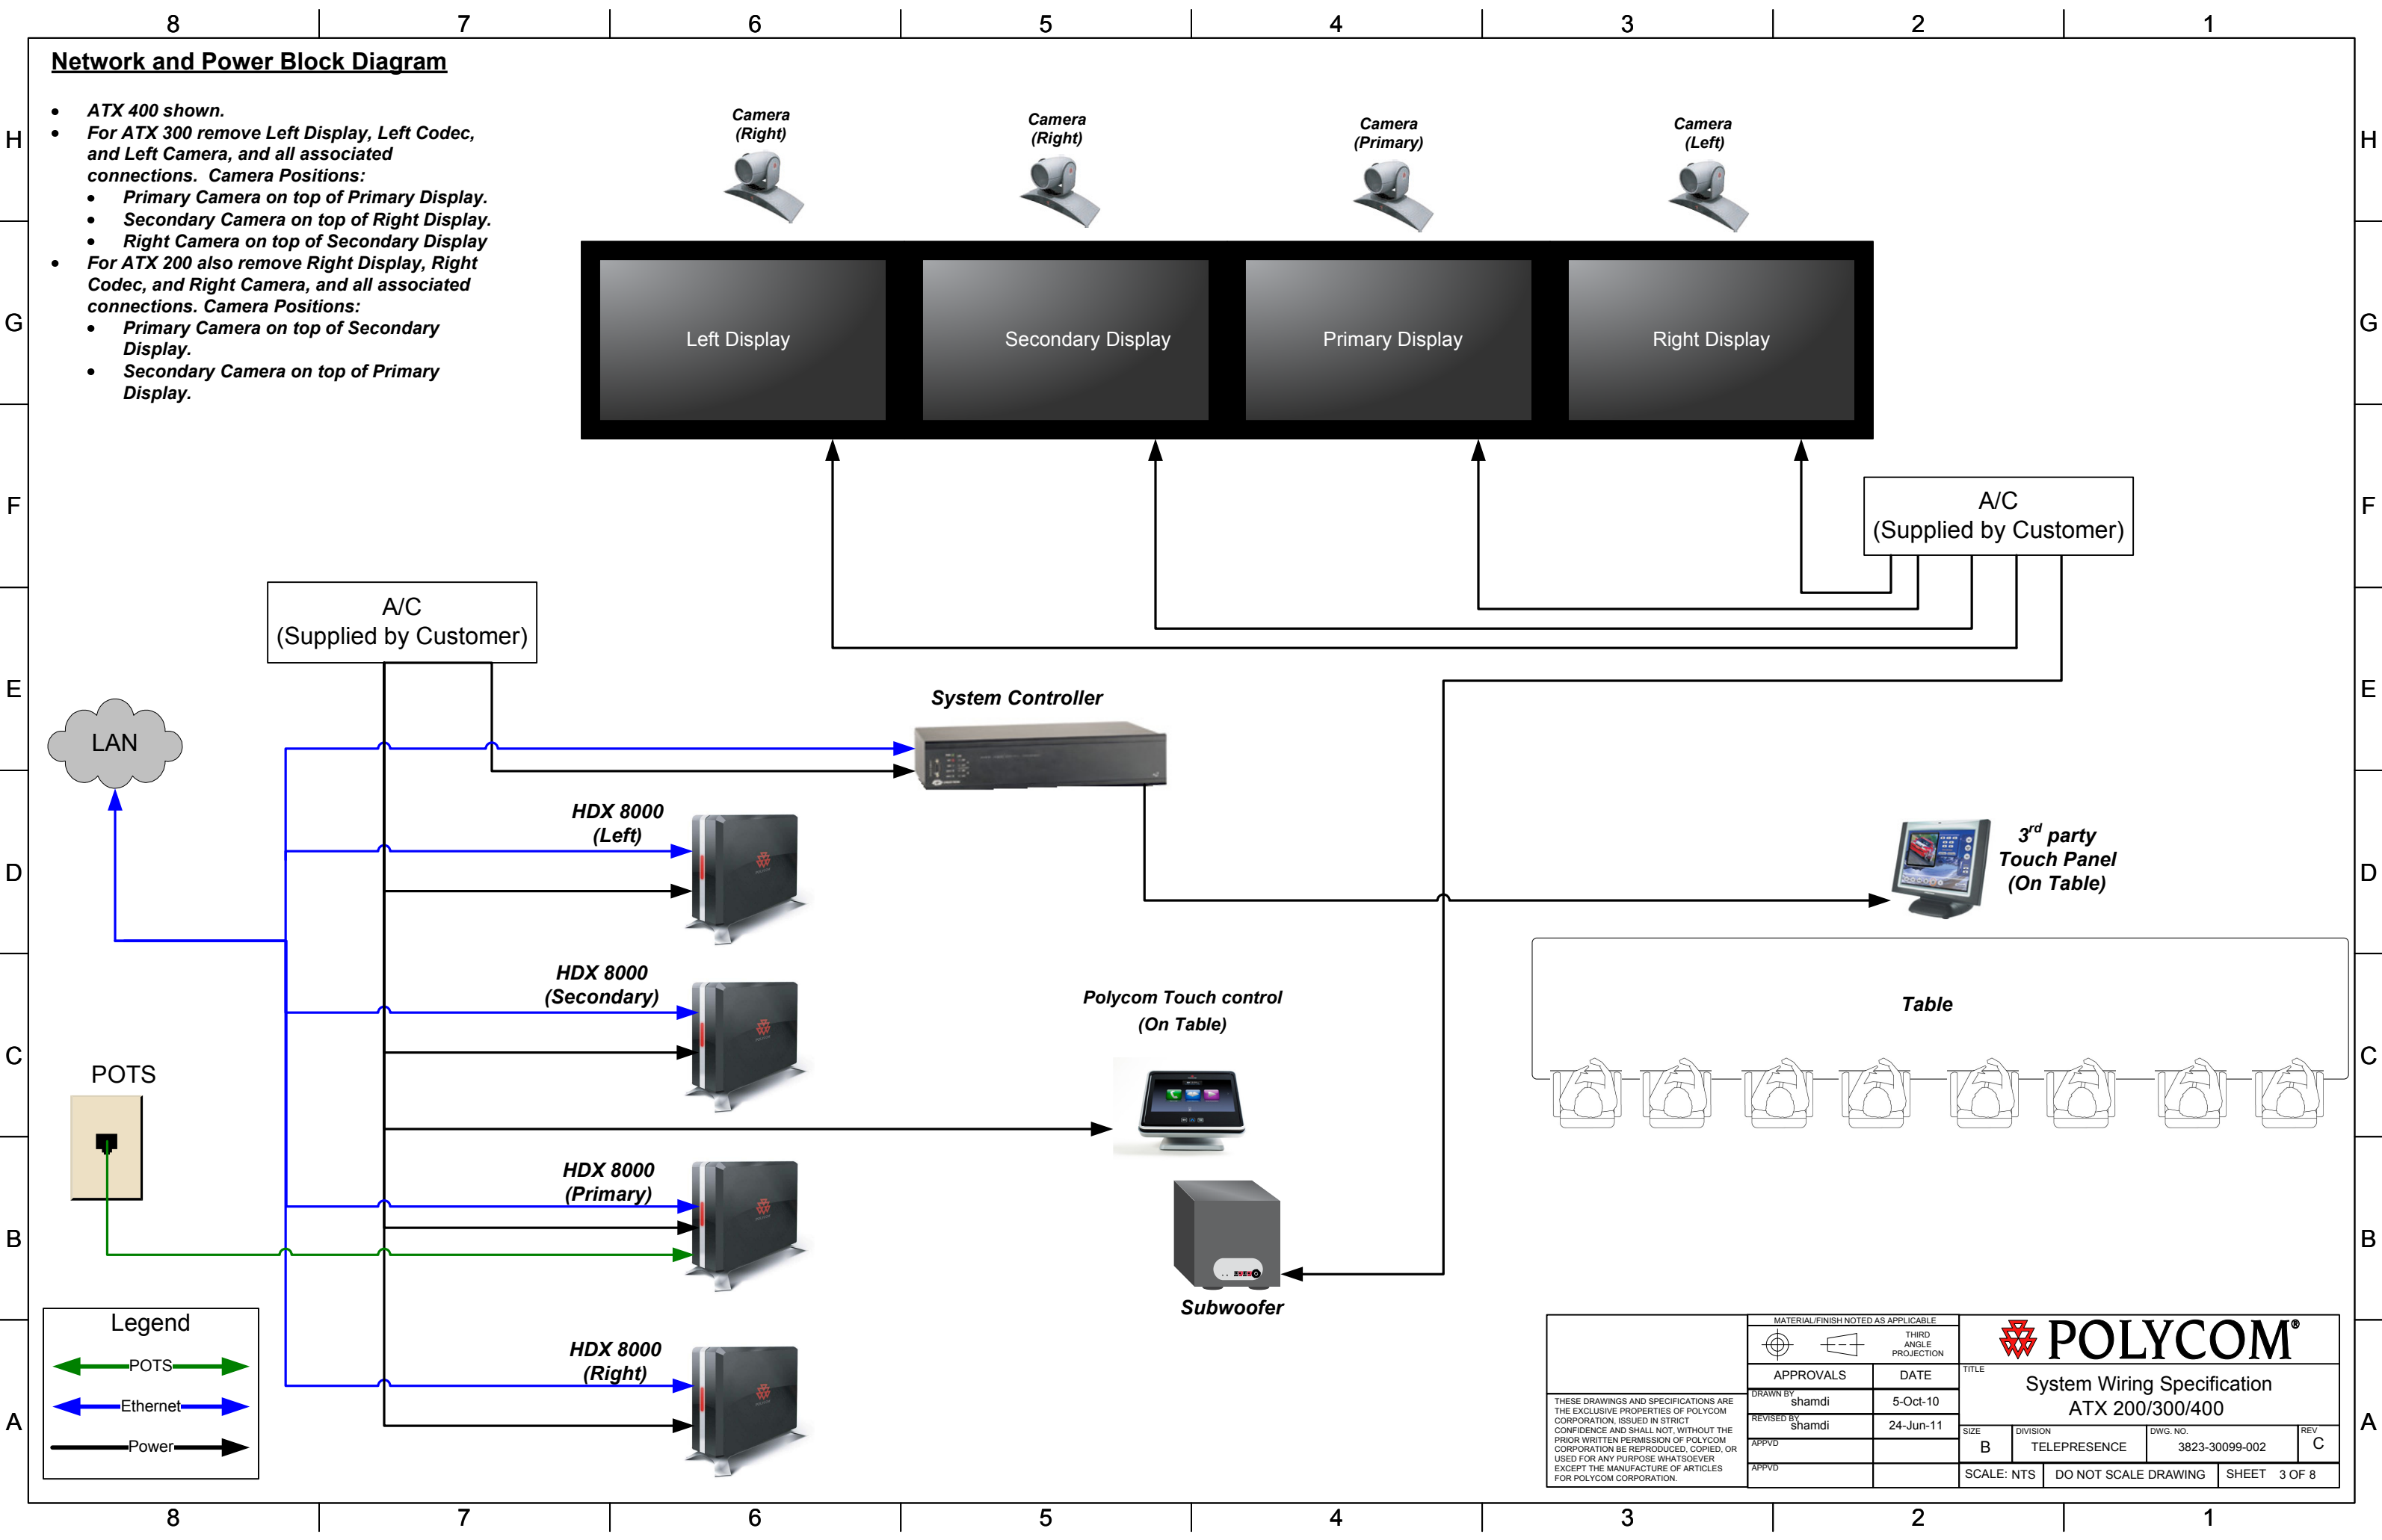 8 7 6 5 4 3 2 1
Network and Power Block Diagram
• ATX 400 shown.
• For ATX 300 remove Left Display, Left Codec,
and Left Camera, and all associated
connections. Camera Positions:
• Primary Camera on top of Primary Display.
• Secondary Camera on top of Right Display.
• Right Camera on top of Secondary Display
• For ATX 200 also remove Right Display, Right
Codec, and Right Camera, and all associated
connections. Camera Positions:
• Primary Camera on top of Secondary
Display.
• Secondary Camera on top of Primary
Display.
Camera
(Right)
Camera
(Right)
Camera
(Primary)
Camera
(Left)
H H
G G
F F
E E
D D
C C
B B
A A
Left Display
Secondary Display
Primary Display
Right Display
A/C
(Supplied by Customer)
A/C
(Supplied by Customer)
LAN
System Controller
HDX 8000
(Left)
3rd party
Touch Panel
(On Table)
HDX 8000
(Secondary)
Polycom Touch control
(On Table)
Table
POTS
HDX 8000
(Primary)
Subwoofer
HDX 8000
(Right)
Legend
POTS
Ethernet
Power
THESE DRAWINGS AND SPECIFICATIONS ARE
THE EXCLUSIVE PROPERTIES OF POLYCOM
CORPORATION, ISSUED IN STRICT
CONFIDENCE AND SHALL NOT, WITHOUT THE
PRIOR WRITTEN PERMISSION OF POLYCOM
CORPORATION BE REPRODUCED, COPIED, OR
USED FOR ANY PURPOSE WHATSOEVER
EXCEPT THE MANUFACTURE OF ARTICLES
FOR POLYCOM CORPORATION.
MATERIAL/FINISH NOTED AS APPLICABLE
THIRD
ANGLE
PROJECTION
APPROVALS DATE
DRAWN BY
shamdi 5-Oct-10
REVISED BY
shamdi 24-Jun-11
APPVD
APPVD
POLYCOM®
TITLE
System Wiring Specification
ATX 200/300/400
SIZE DIVISION DWG. NO. REV
B TELEPRESENCE 3823-30099-002 C
SCALE: NTS DO NOT SCALE DRAWING SHEET 3 OF 8
8 7 6 5 4 3 2 1